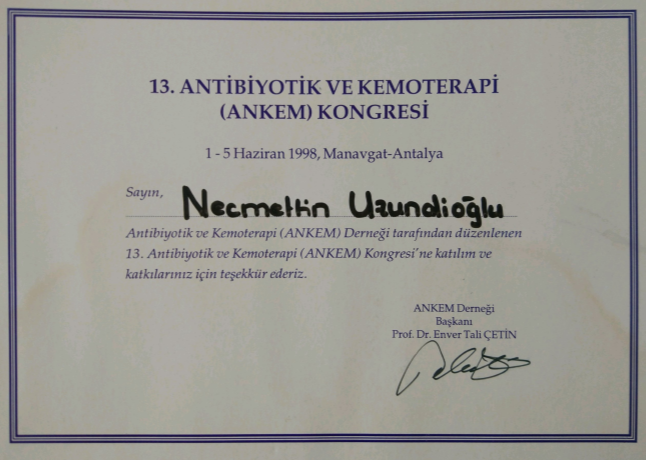 13. ANTİBİYOTİK VE KEMOTERAPİ
(ANKEM) KONGRESİ
1 - 5 Haziran 1998, Manavgat-Antalya
Sayın, Necmettin Uzundioğlu
Antibiyotik ve Kemoterapi (ANKEM) Derneği tarafından düzenlenen
13. Antibiyotik ve Kemoterapi (ANKEM) Kongresi'ne katılım ve
katkılarınız için teşekkür ederiz.
ANKEM Derneği
Başkanı
Prof. Dr. Enver Tali ÇETİN